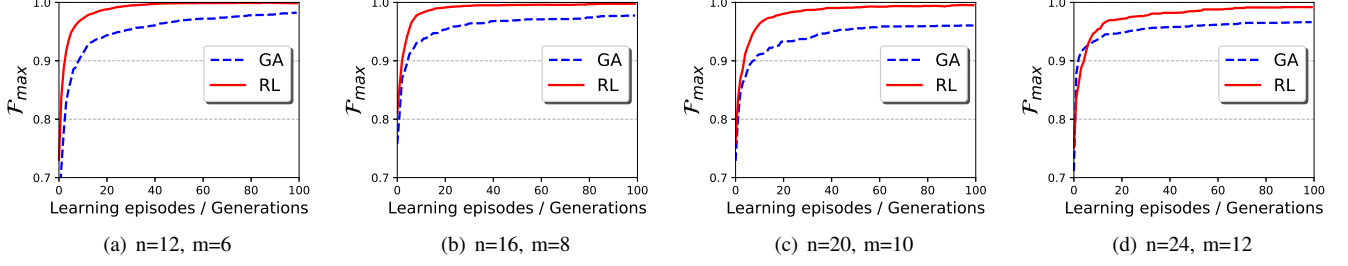 1.0
0.9
0.8
0.7
F_max
0 20 40 60 80 100
GA
RL
Learning episodes / Generations
(a) n=12, m=6
1.0
0.9
0.8
0.7
F_max
0 20 40 60 80 100
GA
RL
Learning episodes / Generations
(b) n=16, m=8
1.0
0.9
0.8
0.7
F_max
0 20 40 60 80 100
GA
RL
Learning episodes / Generations
(c) n=20, m=10
1.0
0.9
0.8
0.7
F_max
0 20 40 60 80 100
GA
RL
Learning episodes / Generations
(d) n=24, m=12